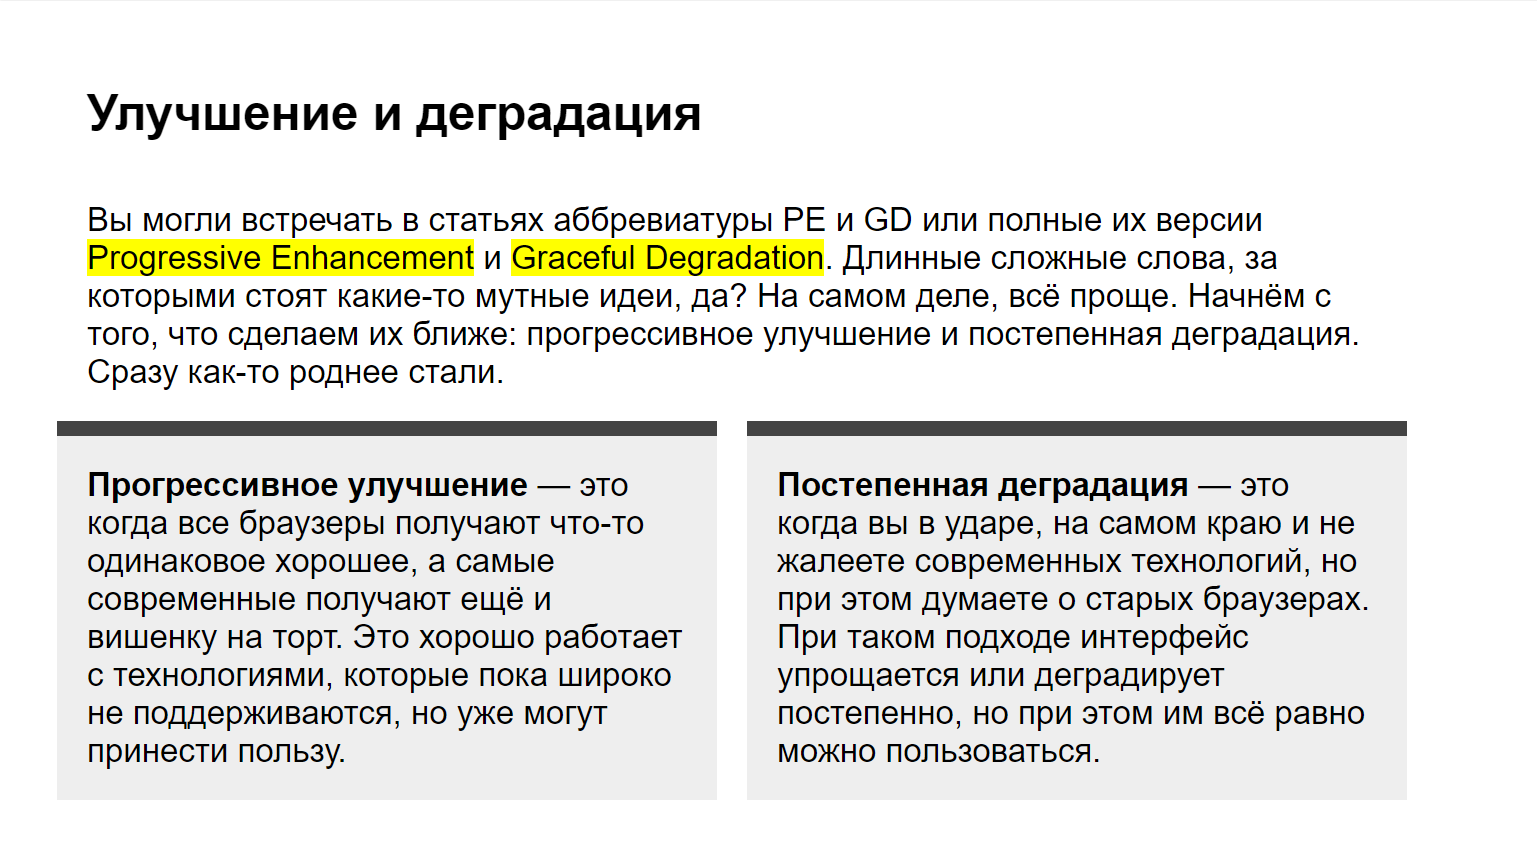 Улучшение и деградация
Вы могли встречать в статьях аббревиатуры PE и GD или полные их версии
Progressive Enhancement и Graceful Degradation. Длинные сложные слова, за
которыми стоят какие-то мутные идеи, да? На самом деле, всё проще. Начнём с
того, что сделаем их ближе: прогрессивное улучшение и постепенная деградация.
Сразу как-то роднее стали.
Прогрессивное улучшение — это
когда все браузеры получают что-то
одинаковое хорошее, а самые
современные получают ещё и
вишенку на торт. Это хорошо работает
с технологиями, которые пока широко
не поддерживаются, но уже могут
принести пользу.
Постепенная деградация — это
когда вы в ударе, на самом краю и не
жалеете современных технологий, но
при этом думаете о старых браузерах.
При таком подходе интерфейс
упрощается или деградирует
постепенно, но при этом им всё равно
можно пользоваться.